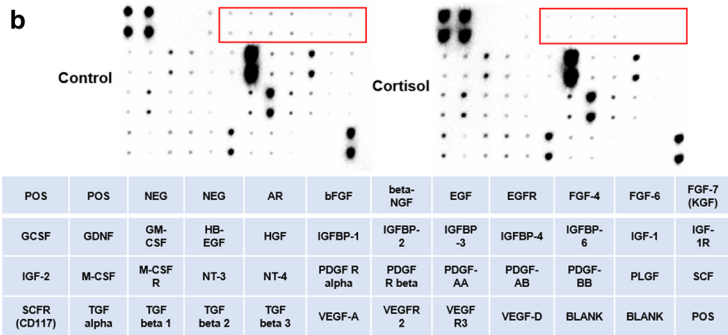 b
Control
Cortisol
POS POS NEG NEG AR bFGF beta-NGF EGF EGFR FGF-4 FGF-6 FGF-7 (KGF)
GCSF GDNF GM-CSF HB-EGF HGF IGFBP-1 IGFBP-2 IGFBP-3 IGFBP-4 IGFBP-6 IGF-1 IGF-1R
IGF-2 M-CSF M-CSF R NT-3 NT-4 PDGF R alpha PDGF R beta PDGF-AA PDGF-AB PDGF-BB PLGF SCF
SCFR (CD117) TGF alpha TGF beta 1 TGF beta 2 TGF beta 3 VEGF-A VEGFR 2 VEGF R3 VEGF-D BLANK BLANK POS